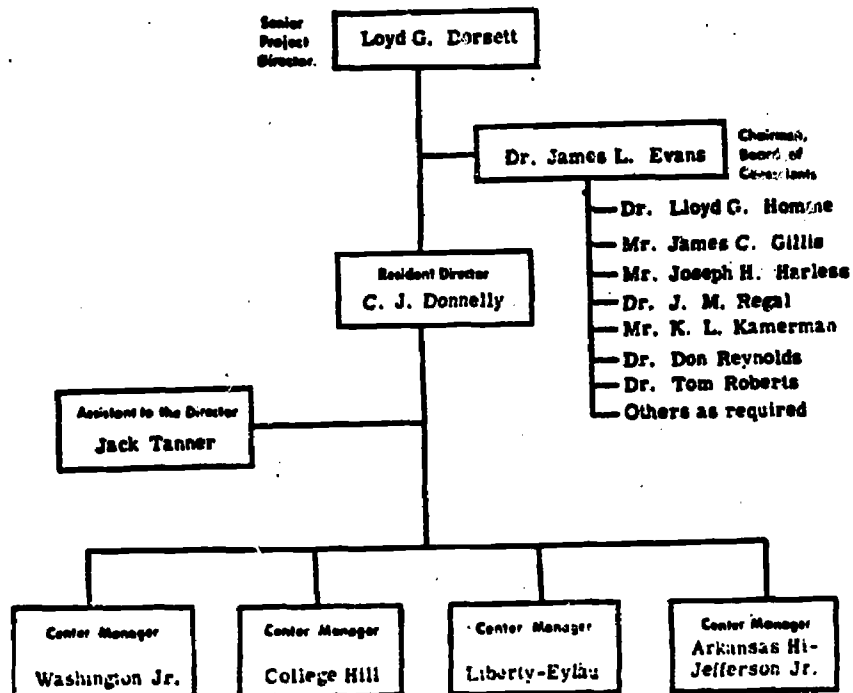 Senior
Project
Director.
Loyd G. Dorsett
Dr. James L. Evans
Chairman,
Board of
Dr. Lloyd G. Homme
Mr. James C. Gillis
Mr. Joseph H. Harless
Dr. J. M. Regal
Mr. K. L. Kamerman
Dr. Don Reynolds
Dr. Tom Roberts
Others as required
Resident Director
C. J. Donnelly
Assistant to the Director
Jack Tanner
Center Manager
Washington Jr.
Center Manager
College Hill
Center Manager
Liberty-Eylau
Center Manager
Arkansas Hi-
Jefferson Jr.